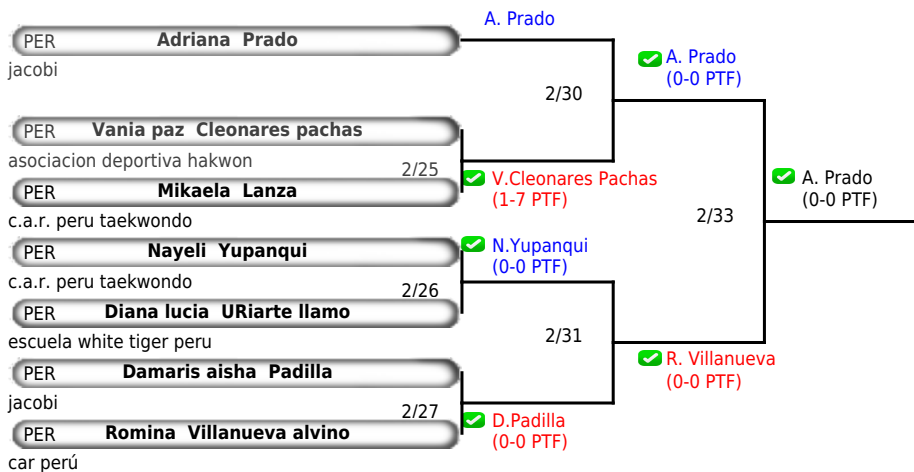 A. Prado
PER Adriana Prado
jacobi
A. Prado
(0-0 PTF)
2/30
PER Vania paz Cleonares pachas
asociacion deportiva hakwon
2/25
V.Cleonares Pachas
(1-7 PTF)
PER Mikaela Lanza
c.a.r. peru taekwondo
A. Prado
(0-0 PTF)
2/33
PER Nayeli Yupanqui
c.a.r. peru taekwondo
N.Yupanqui
(0-0 PTF)
2/26
PER Diana lucia URiarte llamo
escuela white tiger peru
2/31
R. Villanueva
(0-0 PTF)
PER Damaris aisha Padilla
jacobi
2/27
D.Padilla
(0-0 PTF)
PER Romina Villanueva alvino
car perú